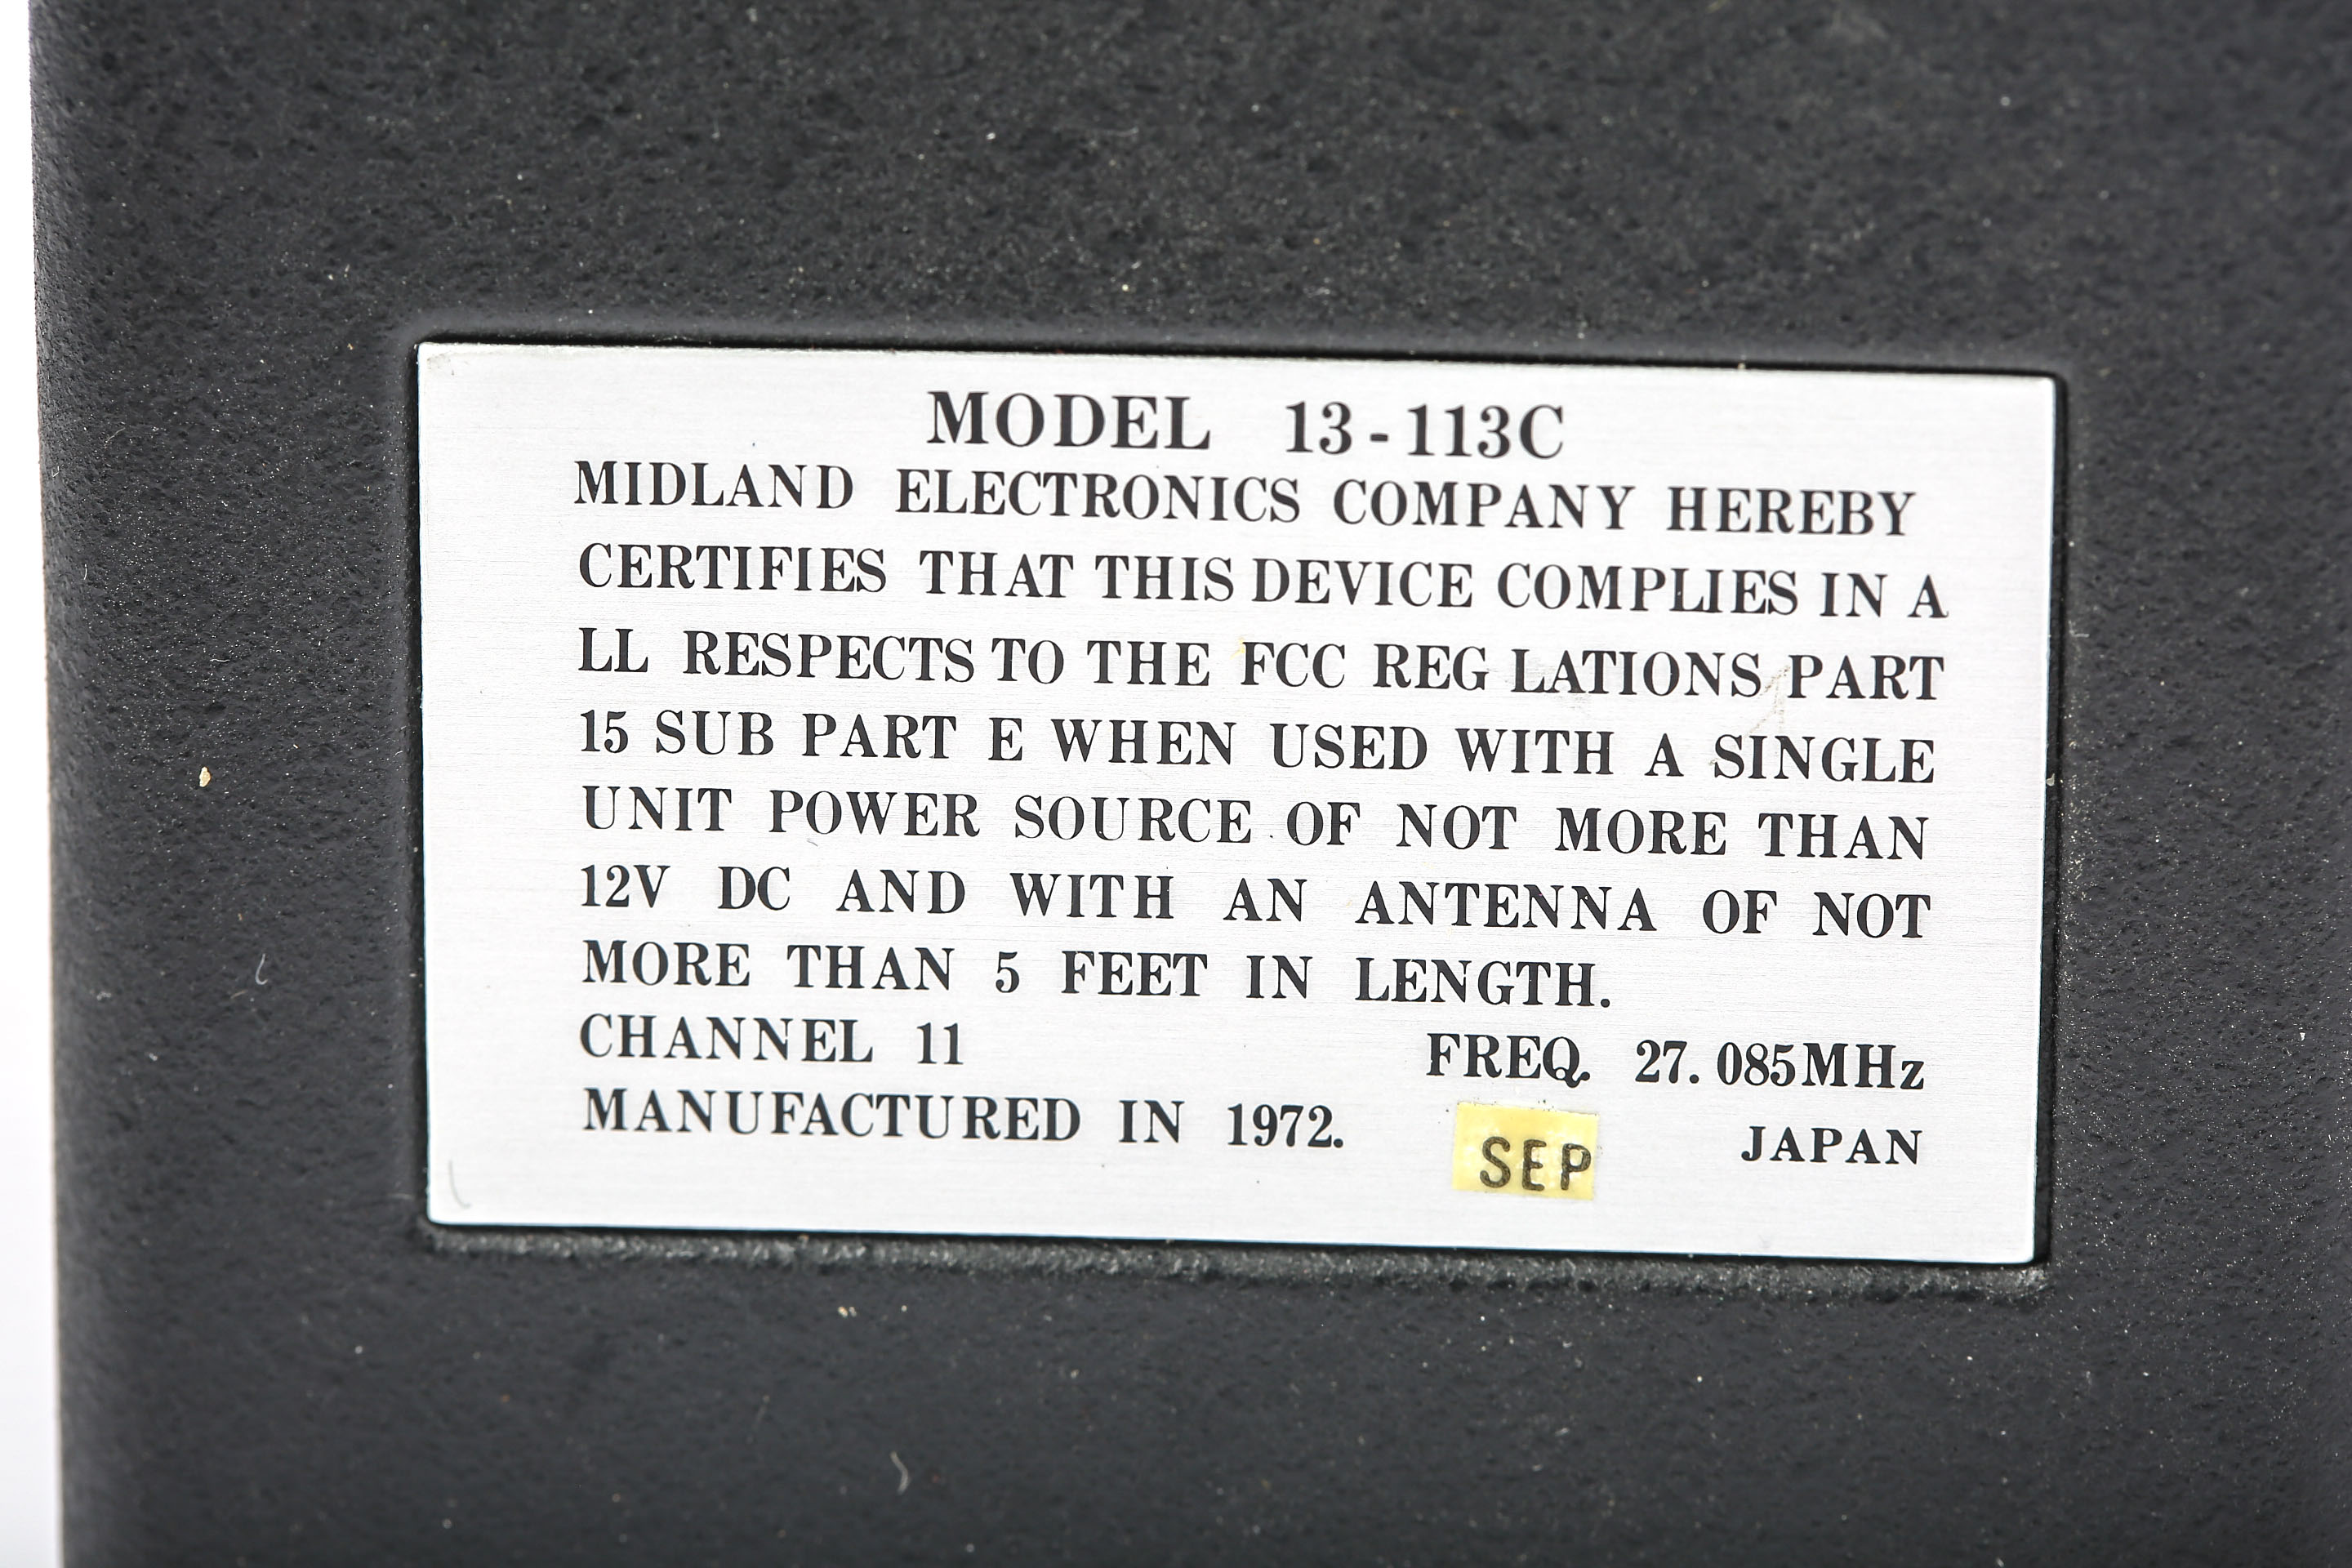 MODEL 13-113C
MIDLAND ELECTRONICS COMPANY HEREBY
CERTIFIES THAT THIS DEVICE COMPLIES IN A
LL RESPECTS TO THE FCC REG LATIONS PART
15 SUB PART E WHEN USED WITH A SINGLE
UNIT POWER SOURCE OF NOT MORE THAN
12V DC AND WITH AN ANTENNA OF NOT
MORE THAN 5 FEET IN LENGTH.
CHANNEL 11 FREQ. 27.085MHz
MANUFACTURED IN 1972. SEP JAPAN